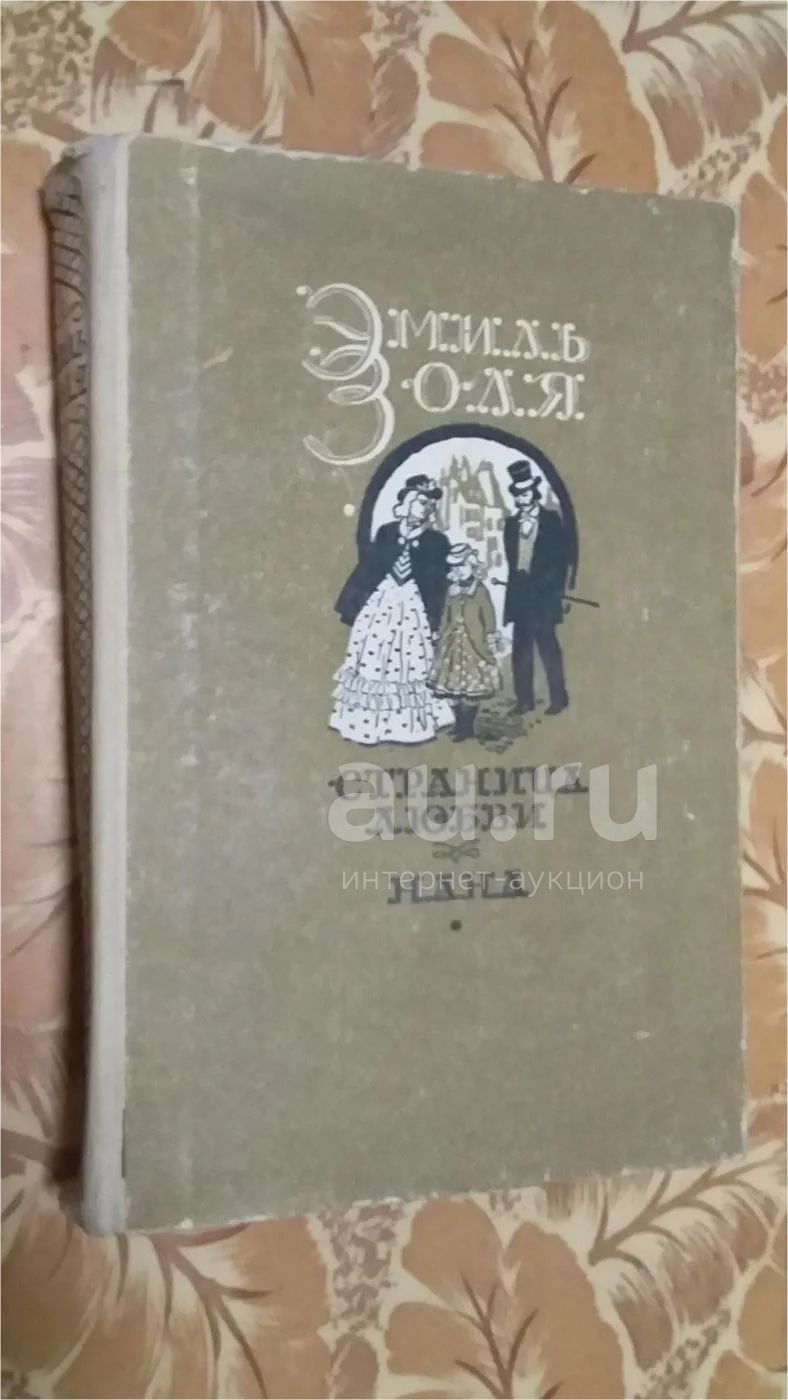 ЭМИЛЬ
ЗОЛЯ
СТРАНИЦА
ЛЮБВИ
НАНА
au.ru
интернет-аукцион